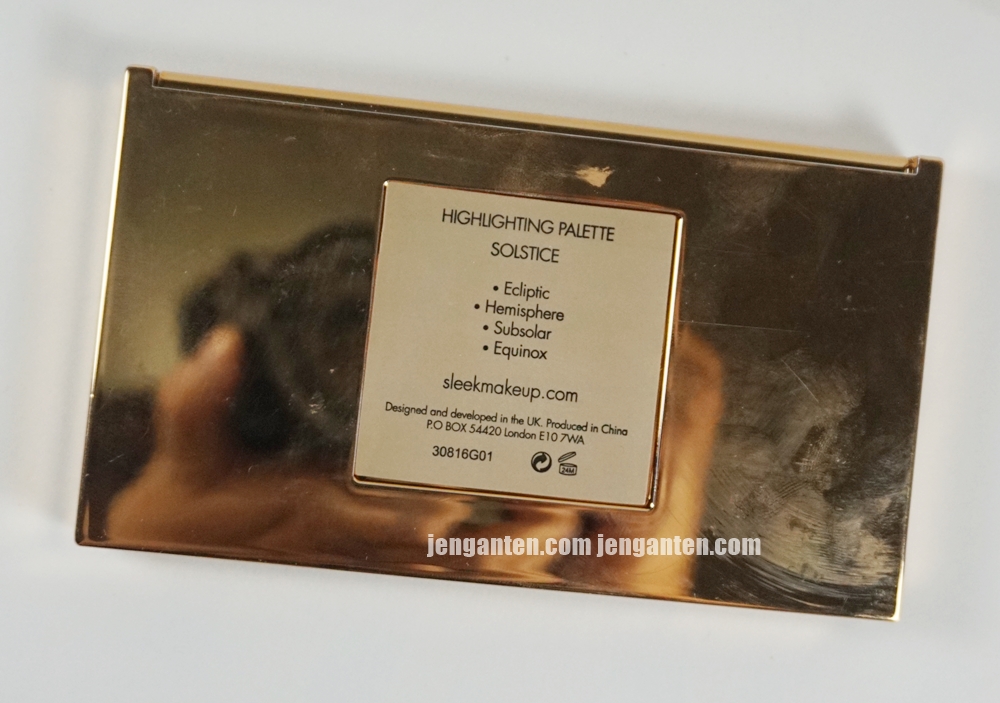 HIGHLIGHTING PALETTE
SOLSTICE
• Ecliptic
• Hemisphere
• Subsolar
• Equinox
sleekmakeup.com
Designed and developed in the UK. Produced in China
P.O BOX 54420 London E10 7WA
30816G01
24M
jenganten.com jenganten.com